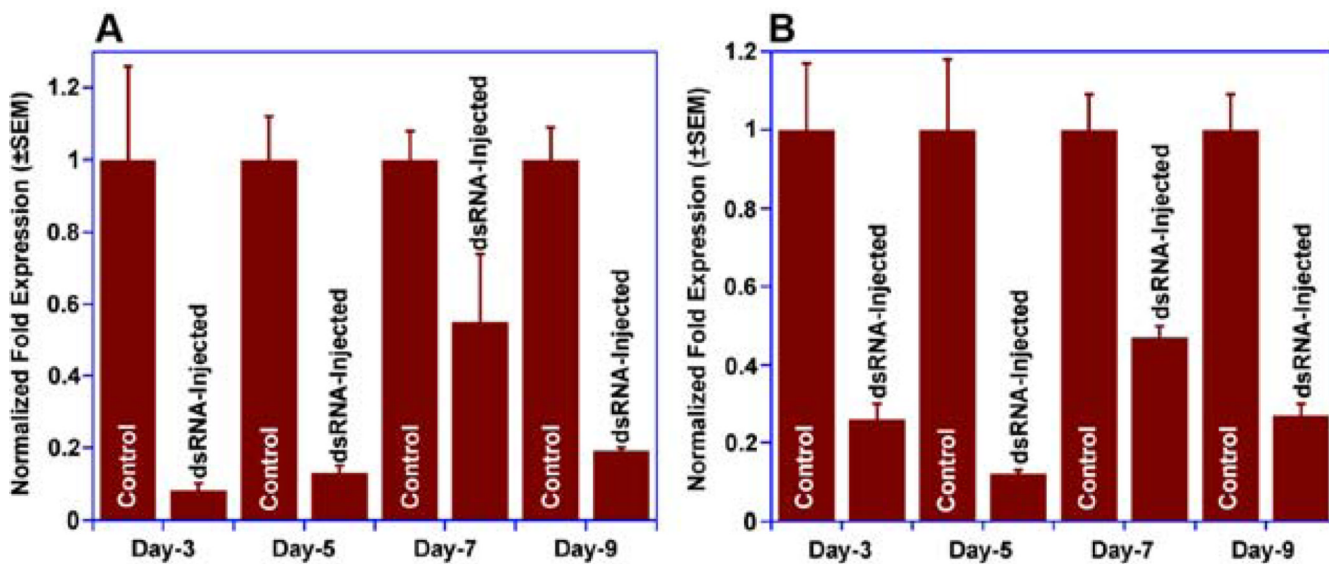 A
Normalized Fold Expression (±SEM)
1.2
1
0.8
0.6
0.4
0.2
0
Control
dsRNA-Injected
Control
dsRNA-Injected
Control
dsRNA-Injected
Control
dsRNA-Injected
Day-3
Day-5
Day-7
Day-9
B
Normalized Fold Expression (±SEM)
1.2
1
0.8
0.6
0.4
0.2
0
Control
dsRNA-Injected
Control
dsRNA-Injected
Control
dsRNA-Injected
Control
dsRNA-Injected
Day-3
Day-5
Day-7
Day-9